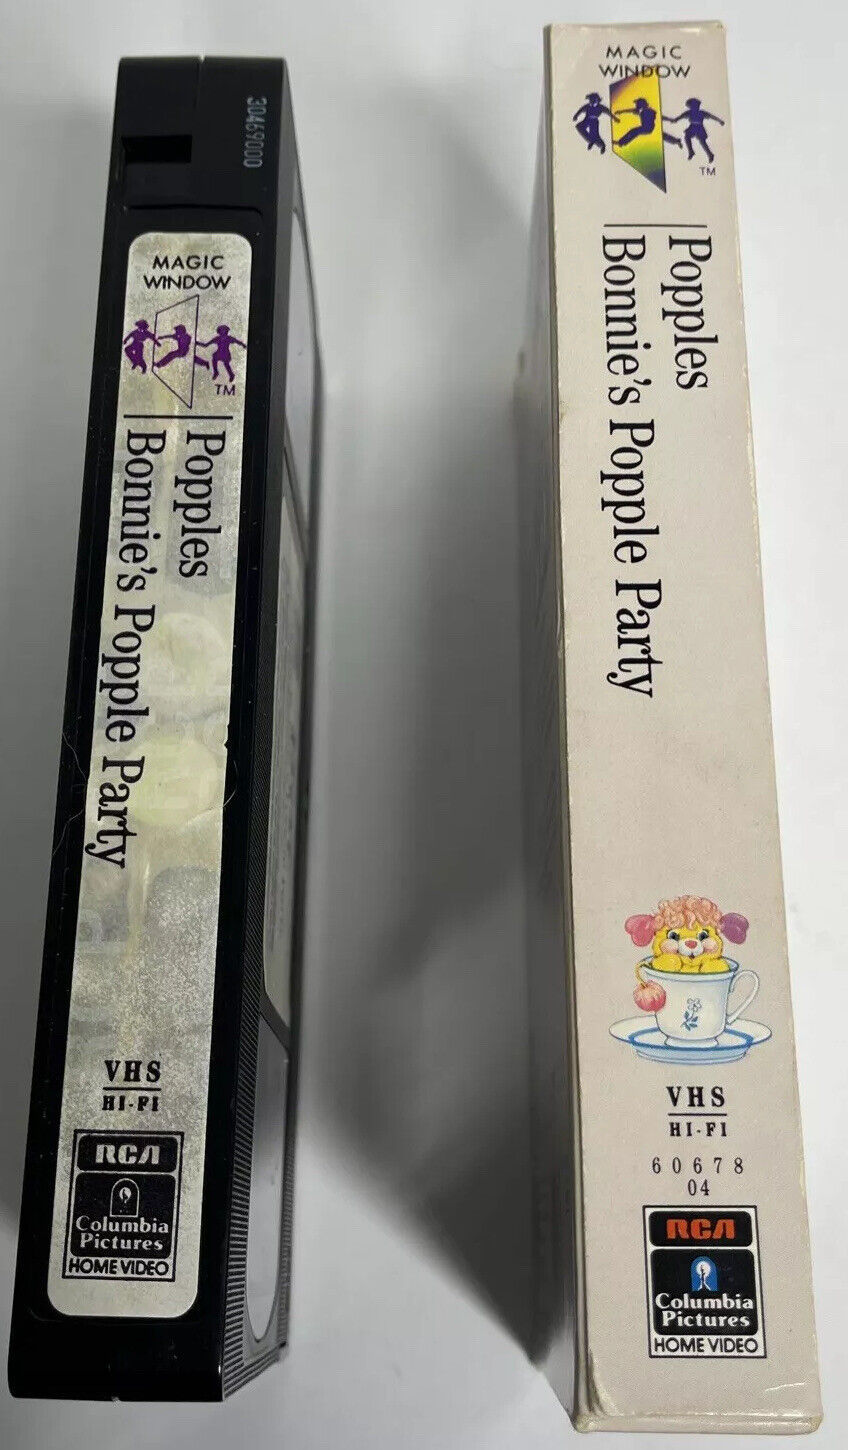 30469000
MAGIC
WINDOW
TM
Popples
Bonnie's Popple Party
VHS
HI-FI
RCA
Columbia
Pictures
HOME VIDEO
MAGIC
WINDOW
TM
Popples
Bonnie's Popple Party
VHS
HI-FI
60678
04
RCA
Columbia
Pictures
HOME VIDEO